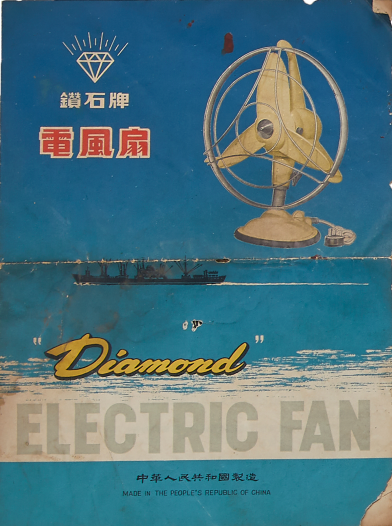 鑽石牌
電風扇
"Diamond"
ELECTRIC FAN
中華人民共和國製造
MADE IN THE PEOPLE'S REPUBLIC OF CHINA